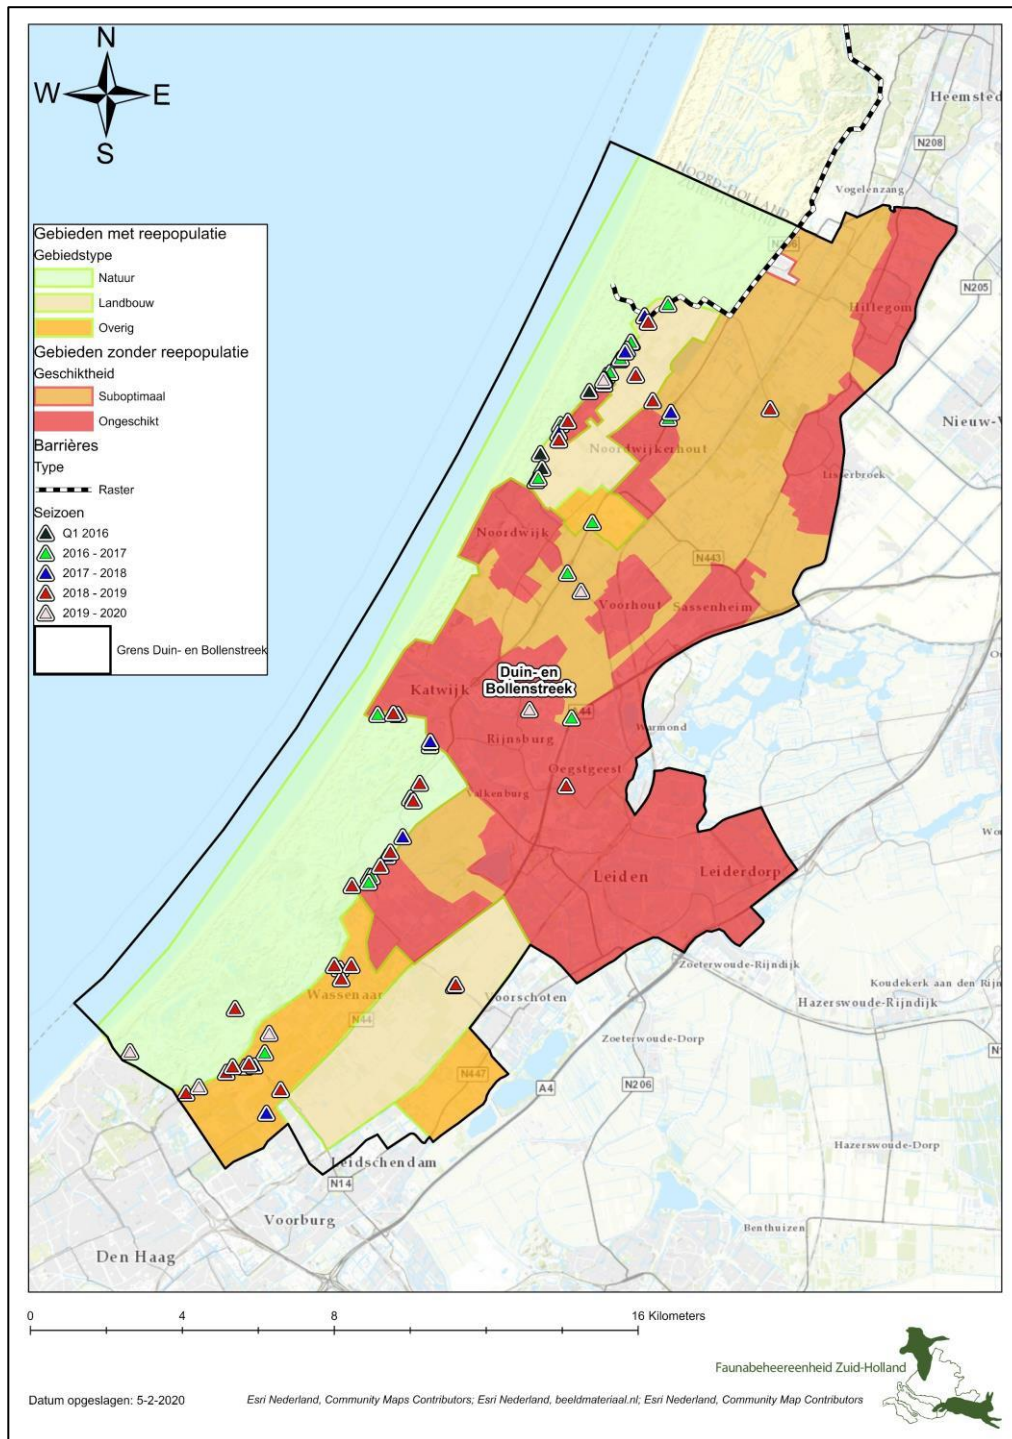 N
W
E
S
Heemsted
N208
NOORD-HOLLAND
Vogelenzang
N205
Hillegom
Gebieden met reepopulatie
Gebiedstype
Natuur
Landbouw
Overig
Gebieden zonder reepopulatie
Geschiktheid
Suboptimaal
Ongeschikt
Barrières
Type
Raster
Seizoen
Q1 2016
2016 - 2017
2017 - 2018
2018 - 2019
2019 - 2020
Grens Duin- en Bollenstreek
Nieuw-V
Noordwijkerhout
Lisserbroek
Noordwijk
N443
Voorhout
Sassenheim
Duin- en
Bollenstreek
Katwijk
A44
Warmond
Rijnsburg
Oegstgeest
Valkenburg
Leiden
Leiderdorp
Zoeterwoude-Rijndijk
Koudekerk aan den Rijn
Hazerswoude-Rijndijk
Wassenaar
Voorschoten
N44
Zoeterwoude-Dorp
N447
A4
N206
Leidschendam
Hazerswoude-Dorp
N14
Voorburg
Benthuizen
Den Haag
0 4 8 16 Kilometers
Faunabeheereenheid Zuid-Holland
Datum opgeslagen: 5-2-2020
Esri Nederland, Community Maps Contributors; Esri Nederland, beeldmateriaal.nl; Esri Nederland, Community Map Contributors